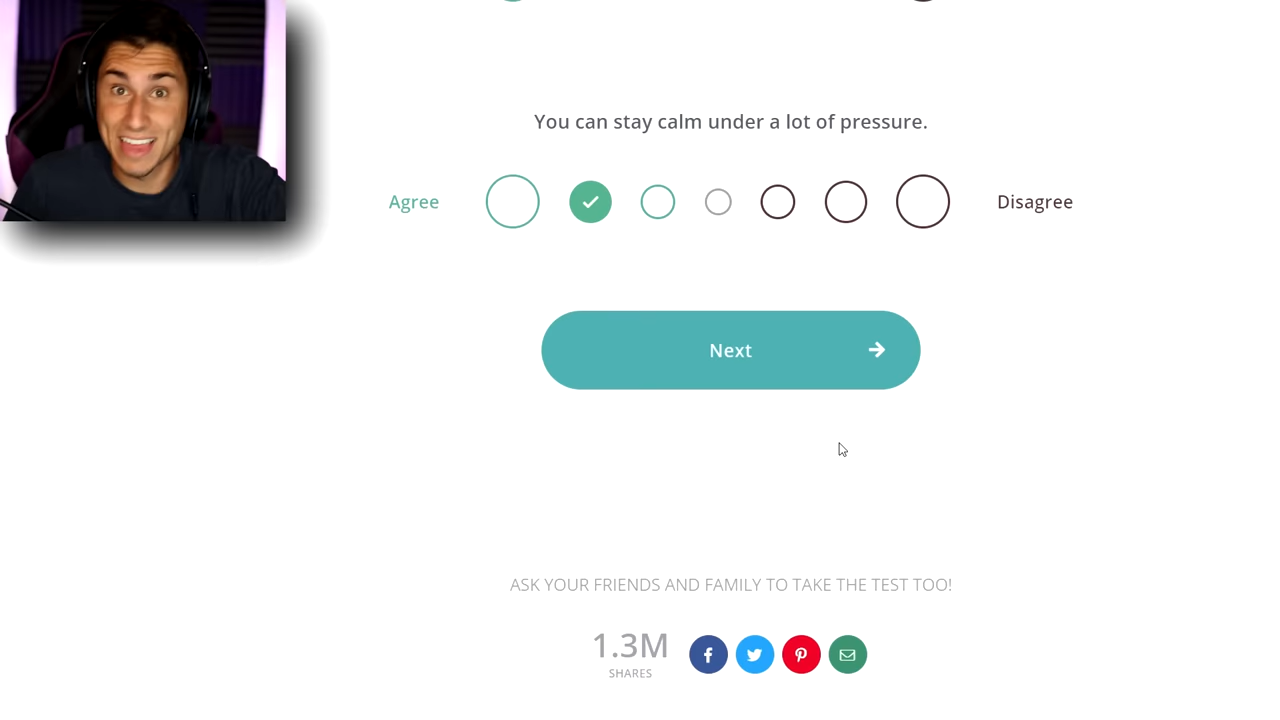 You can stay calm under a lot of pressure.
Agree
Disagree
Next
ASK YOUR FRIENDS AND FAMILY TO TAKE THE TEST TOO!
1.3M
SHARES